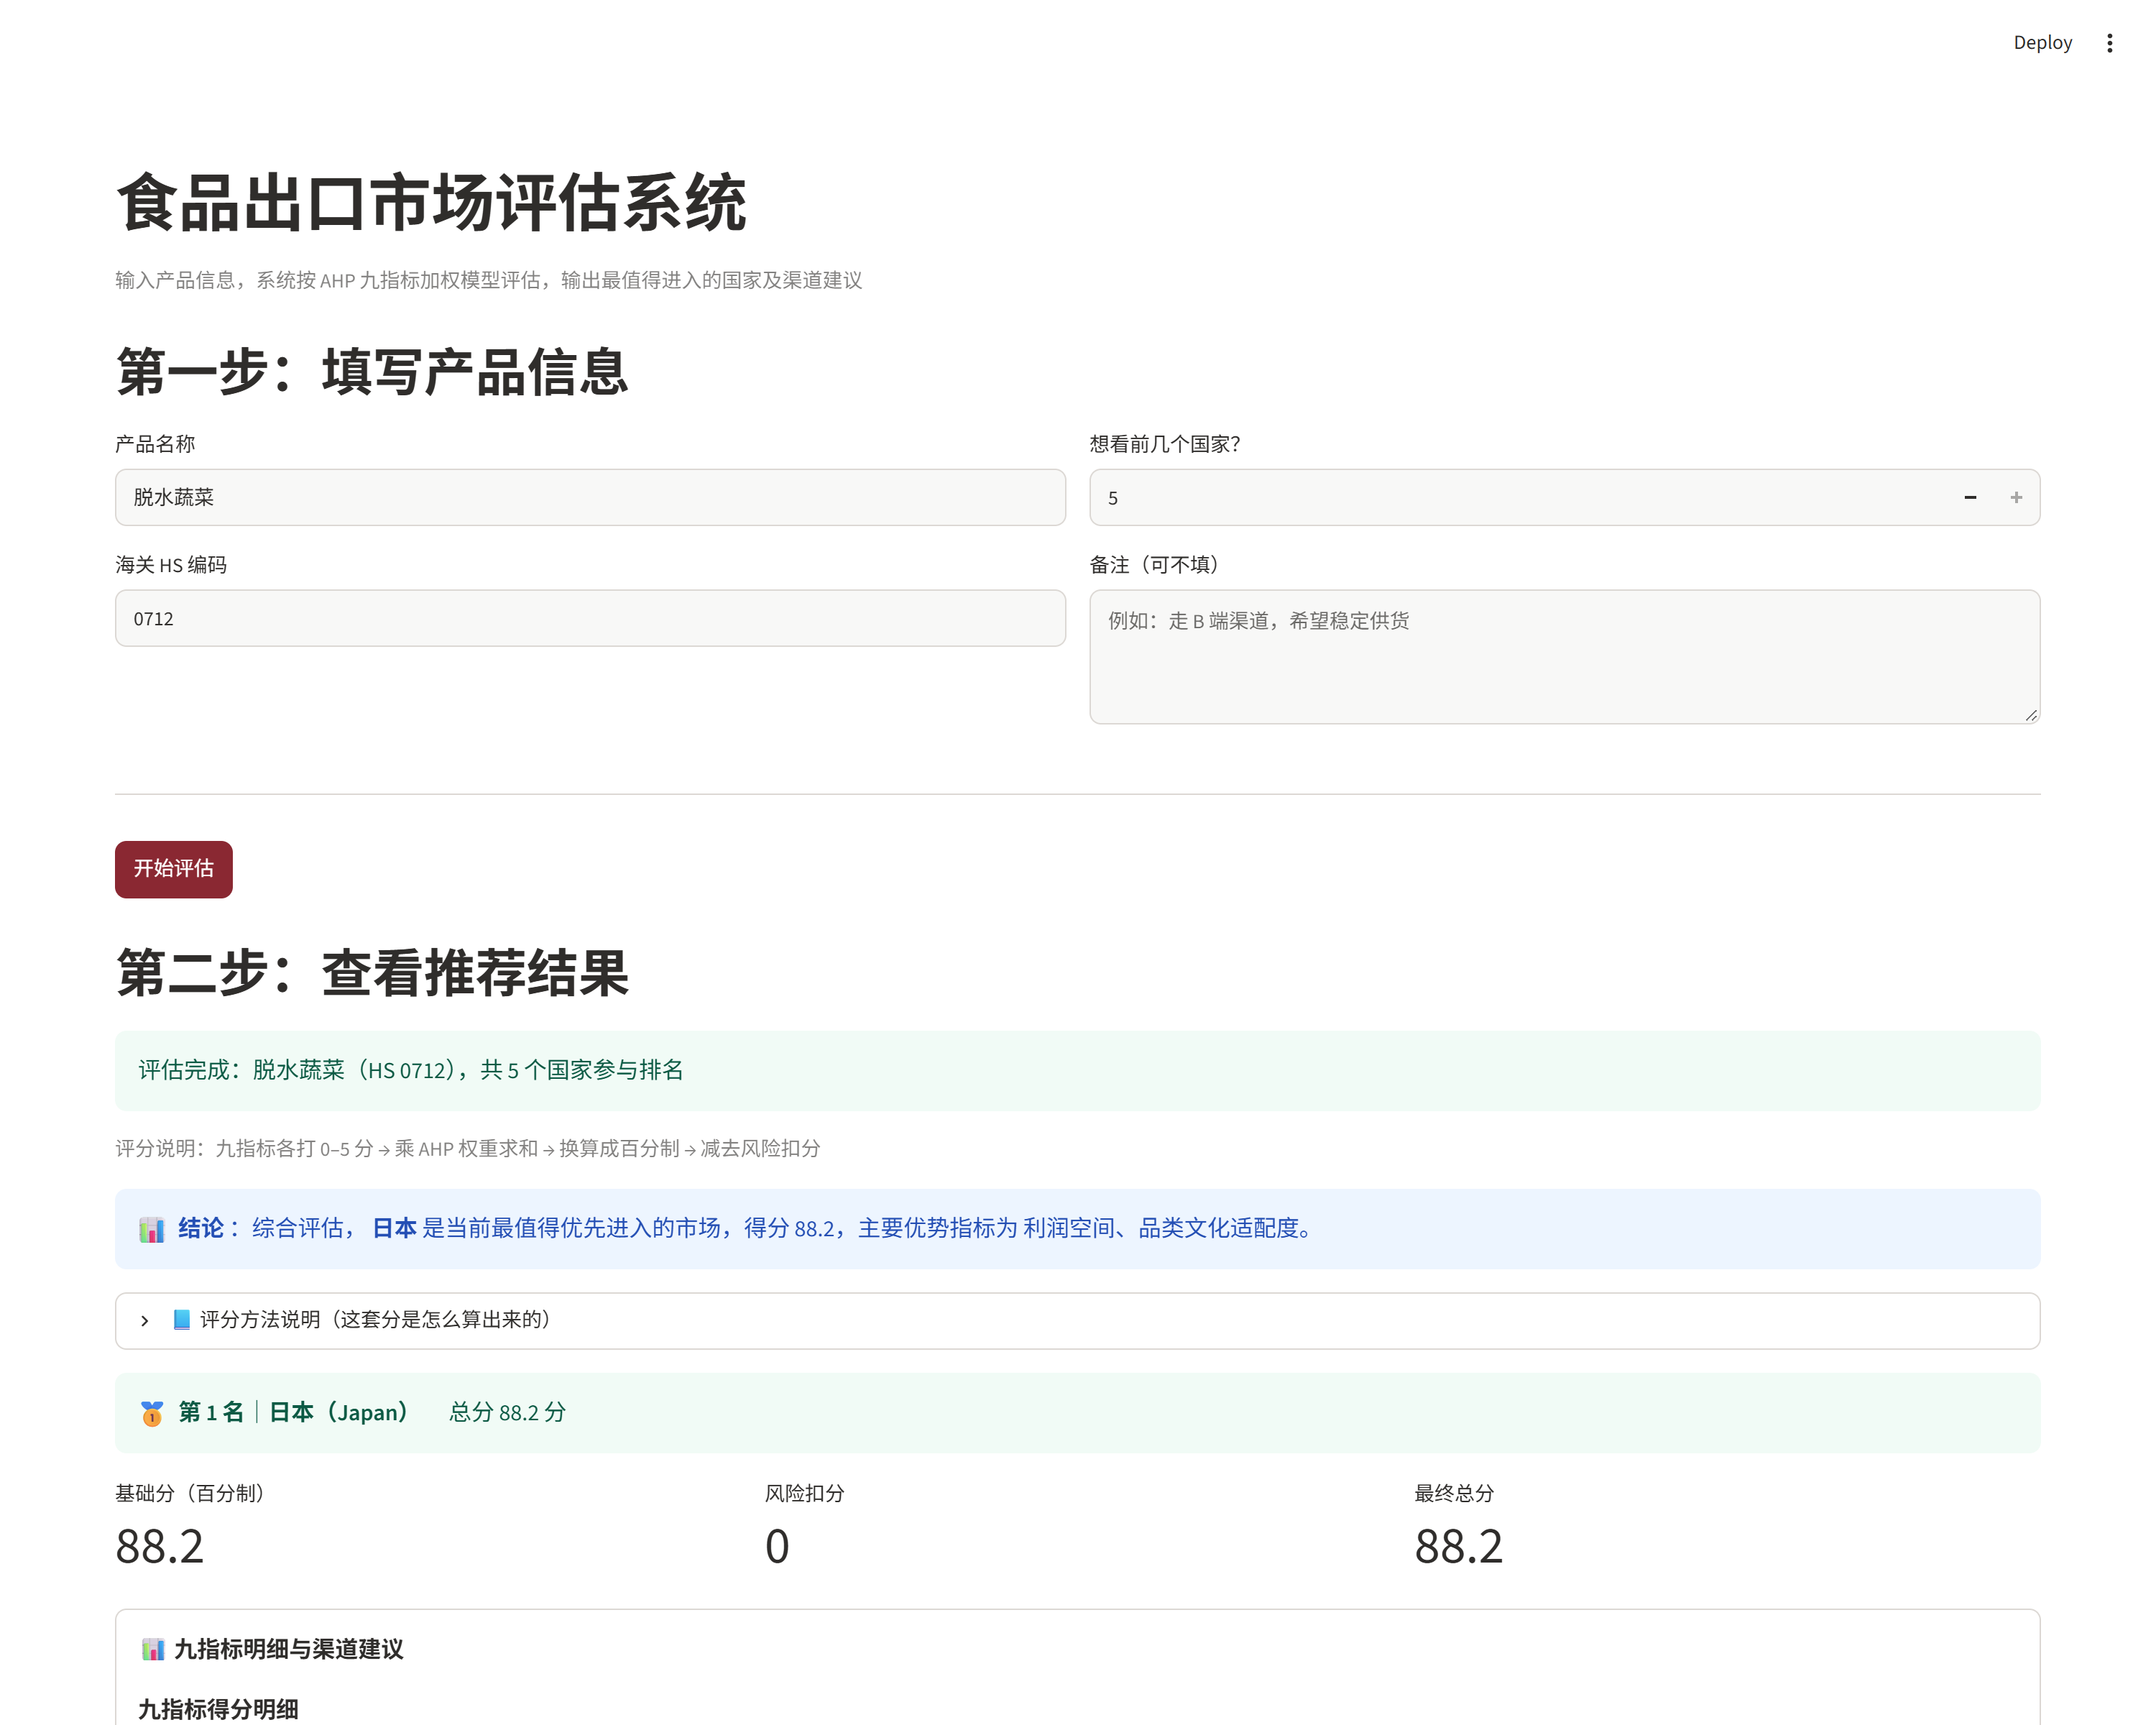 Deploy
食品出口市场评估系统
输入产品信息，系统按 AHP 九指标加权模型评估，输出最值得进入的国家及渠道建议
第一步：填写产品信息
产品名称
脱水蔬菜
想看前几个国家？
5
海关 HS 编码
0712
备注（可不填）
例如：走 B 端渠道，希望稳定供货
开始评估
第二步：查看推荐结果
评估完成：脱水蔬菜（HS 0712），共 5 个国家参与排名
评分说明：九指标各打 0–5 分 → 乘 AHP 权重求和 → 换算成百分制 → 减去风险扣分
📊 结论： 综合评估， 日本 是当前最值得优先进入的市场，得分 88.2，主要优势指标为 利润空间、品类文化适配度。
📘 评分方法说明（这套分是怎么算出来的）
🥇 第 1 名｜日本（Japan） 总分 88.2 分
基础分（百分制）
88.2
风险扣分
0
最终总分
88.2
📊 九指标明细与渠道建议
九指标得分明细